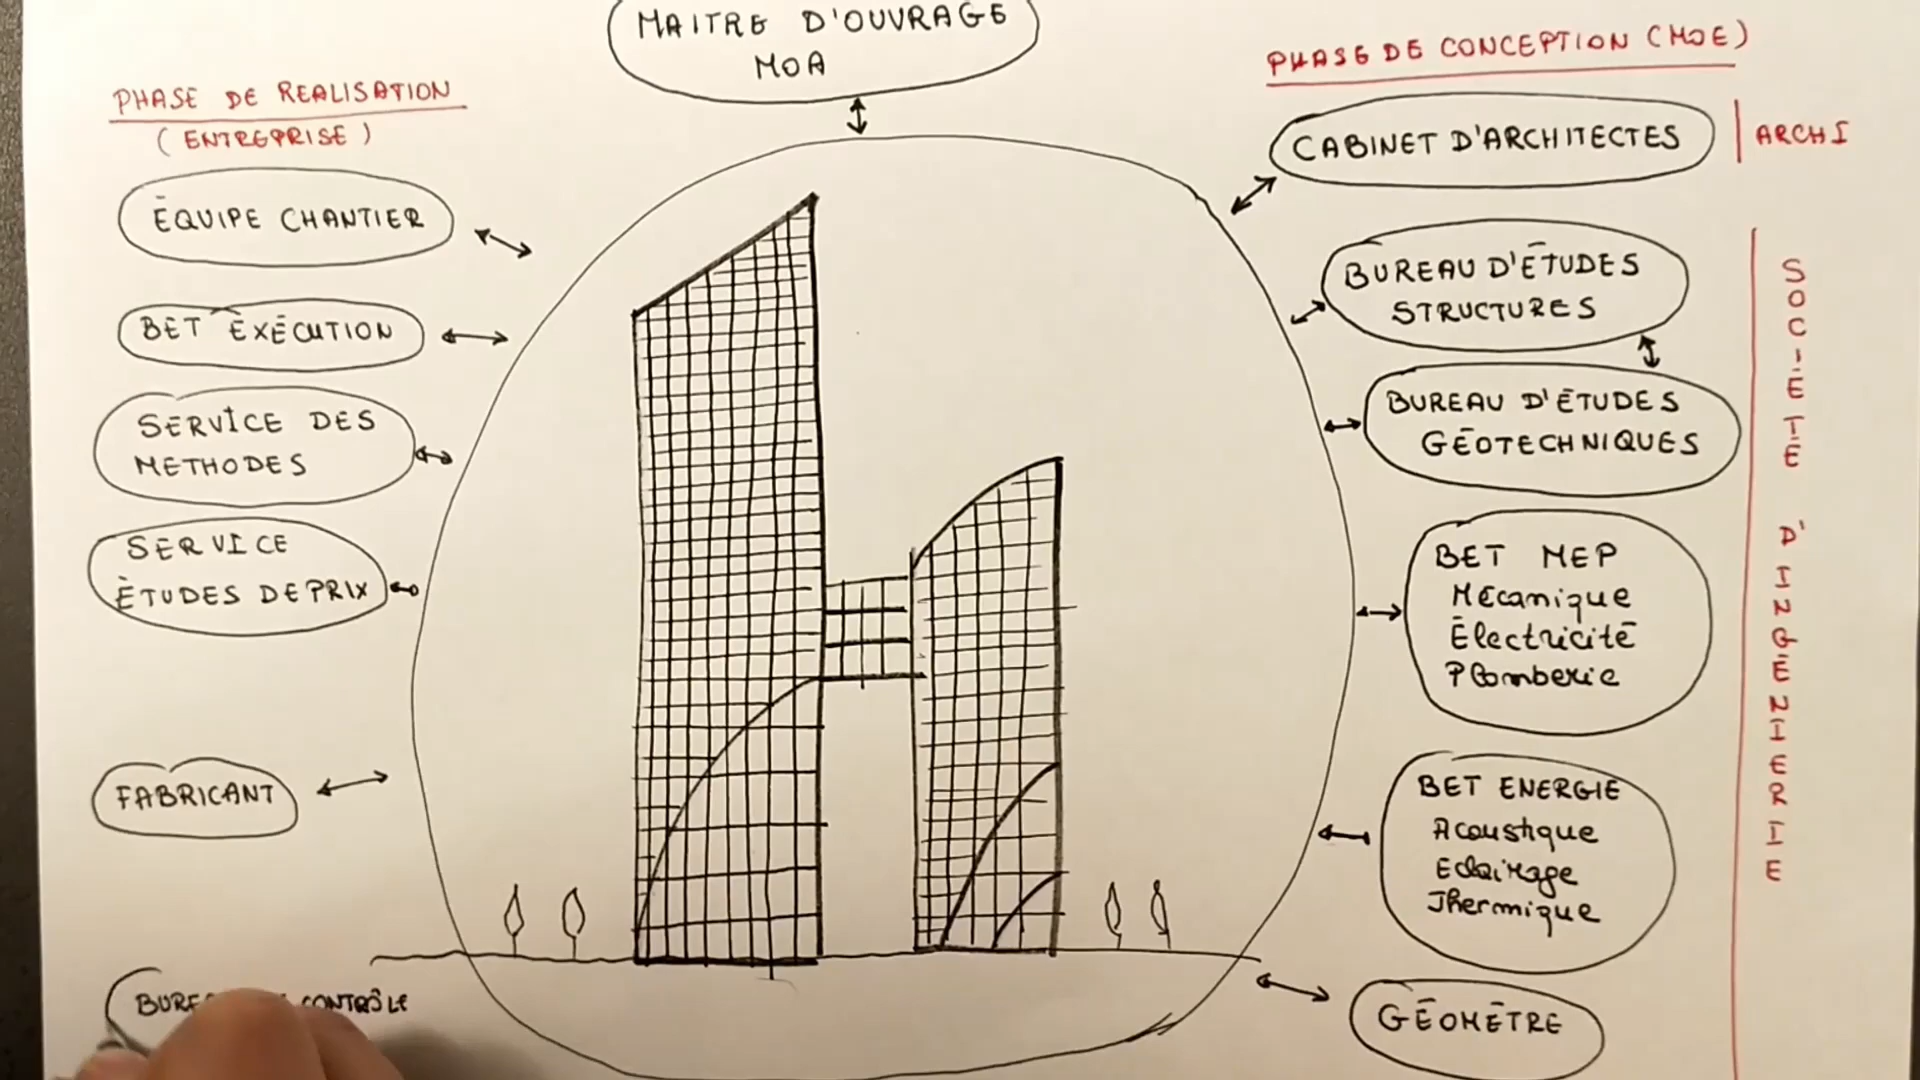 MAITRE D'OUVRAGE
MOA
PHASE DE REALISATION
(ENTREPRISE)
ÉQUIPE CHANTIER
BET ÉXÉCUTION
SERVICE DES
METHODES
SERVICE
ÉTUDES DE PRIX
FABRICANT
CONTRÔLE
PHASE DE CONCEPTION (MOE)
CABINET D'ARCHITECTES
ARCHI
BUREAU D'ÉTUDES
STRUCTURES
BUREAU D'ÉTUDES
GÉOTECHNIQUES
BET MEP
Mécanique
Électricité
Plomberie
BET ENERGIE
Acoustique
Eclairage
Thermique
GÉOMÈTRE
SOCIÉTÉ D'INGÉNIERIE